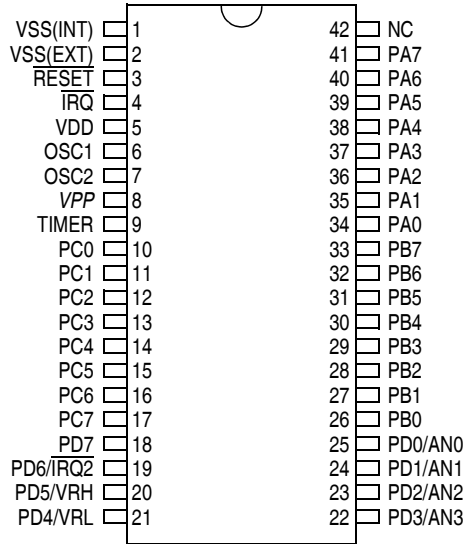 VSS(INT) 1 42 NC
VSS(EXT) 2 41 PA7
RESET 3 40 PA6
IRQ 4 39 PA5
VDD 5 38 PA4
OSC1 6 37 PA3
OSC2 7 36 PA2
VPP 8 35 PA1
TIMER 9 34 PA0
PC0 10 33 PB7
PC1 11 32 PB6
PC2 12 31 PB5
PC3 13 30 PB4
PC4 14 29 PB3
PC5 15 28 PB2
PC6 16 27 PB1
PC7 17 26 PB0
PD7 18 25 PD0/AN0
PD6/IRQ2 19 24 PD1/AN1
PD5/VRH 20 23 PD2/AN2
PD4/VRL 21 22 PD3/AN3